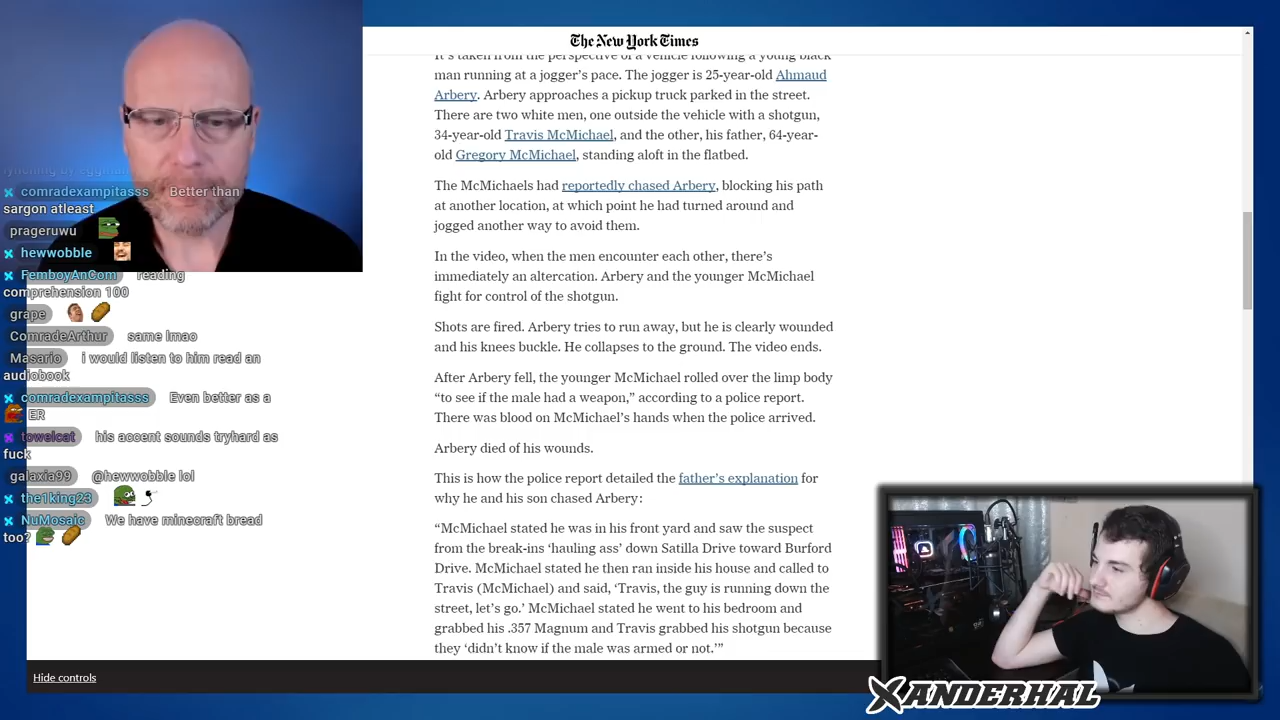 The New York Times
It's taken from the perspective of a vehicle following a young black
man running at a jogger's pace. The jogger is 25-year-old Ahmaud
Arbery. Arbery approaches a pickup truck parked in the street.
There are two white men, one outside the vehicle with a shotgun,
34-year-old Travis McMichael, and the other, his father, 64-year-
old Gregory McMichael, standing aloft in the flatbed.
The McMichaels had reportedly chased Arbery, blocking his path
at another location, at which point he had turned around and
jogged another way to avoid them.
In the video, when the men encounter each other, there's
immediately an altercation. Arbery and the younger McMichael
fight for control of the shotgun.
Shots are fired. Arbery tries to run away, but he is clearly wounded
and his knees buckle. He collapses to the ground. The video ends.
After Arbery fell, the younger McMichael rolled over the limp body
“to see if the male had a weapon,” according to a police report.
There was blood on McMichael's hands when the police arrived.
Arbery died of his wounds.
This is how the police report detailed the father's explanation for
why he and his son chased Arbery:
“McMichael stated he was in his front yard and saw the suspect
from the break-ins ‘hauling ass’ down Satilla Drive toward Burford
Drive. McMichael stated he then ran inside his house and called to
Travis (McMichael) and said, ‘Travis, the guy is running down the
street, let's go.’ McMichael stated he went to his bedroom and
grabbed his .357 Magnum and Travis grabbed his shotgun because
they ‘didn't know if the male was armed or not.’”
comradexampitasss Better than
sargon atleast
prageruwu
hewwobble
FemboyAnCom reading
comprehension 100
grape
ComradeArthur same lmao
Masario i would listen to him read an
audiobook
comradexampitasss Even better as a
ER
towelcat his accent sounds tryhard as
fuck
galaxia99 @hewwobble lol
the1king23
NuMosaic We have minecraft bread
too?
Hide controls
XANDERHAL